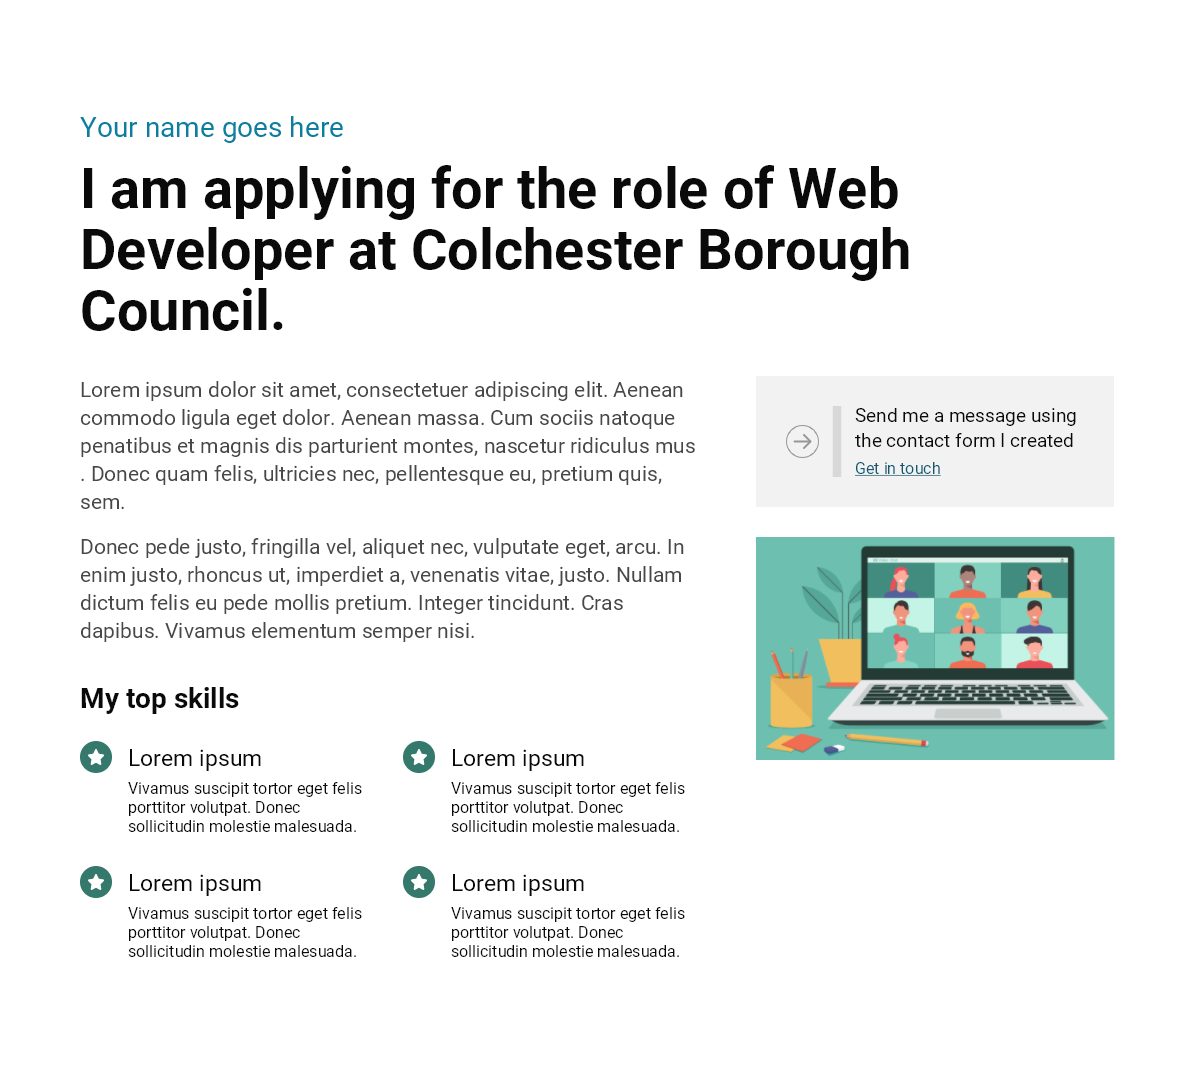 Your name goes here
I am applying for the role of Web
Developer at Colchester Borough
Council.
Lorem ipsum dolor sit amet, consectetuer adipiscing elit. Aenean
commodo ligula eget dolor. Aenean massa. Cum sociis natoque
penatibus et magnis dis parturient montes, nascetur ridiculus mus
. Donec quam felis, ultricies nec, pellentesque eu, pretium quis,
sem.
Donec pede justo, fringilla vel, aliquet nec, vulputate eget, arcu. In
enim justo, rhoncus ut, imperdiet a, venenatis vitae, justo. Nullam
dictum felis eu pede mollis pretium. Integer tincidunt. Cras
dapibus. Vivamus elementum semper nisi.
My top skills
Lorem ipsum
Vivamus suscipit tortor eget felis
porttitor volutpat. Donec
sollicitudin molestie malesuada.
Lorem ipsum
Vivamus suscipit tortor eget felis
porttitor volutpat. Donec
sollicitudin molestie malesuada.
Lorem ipsum
Vivamus suscipit tortor eget felis
porttitor volutpat. Donec
sollicitudin molestie malesuada.
Lorem ipsum
Vivamus suscipit tortor eget felis
porttitor volutpat. Donec
sollicitudin molestie malesuada.
Send me a message using
the contact form I created
Get in touch